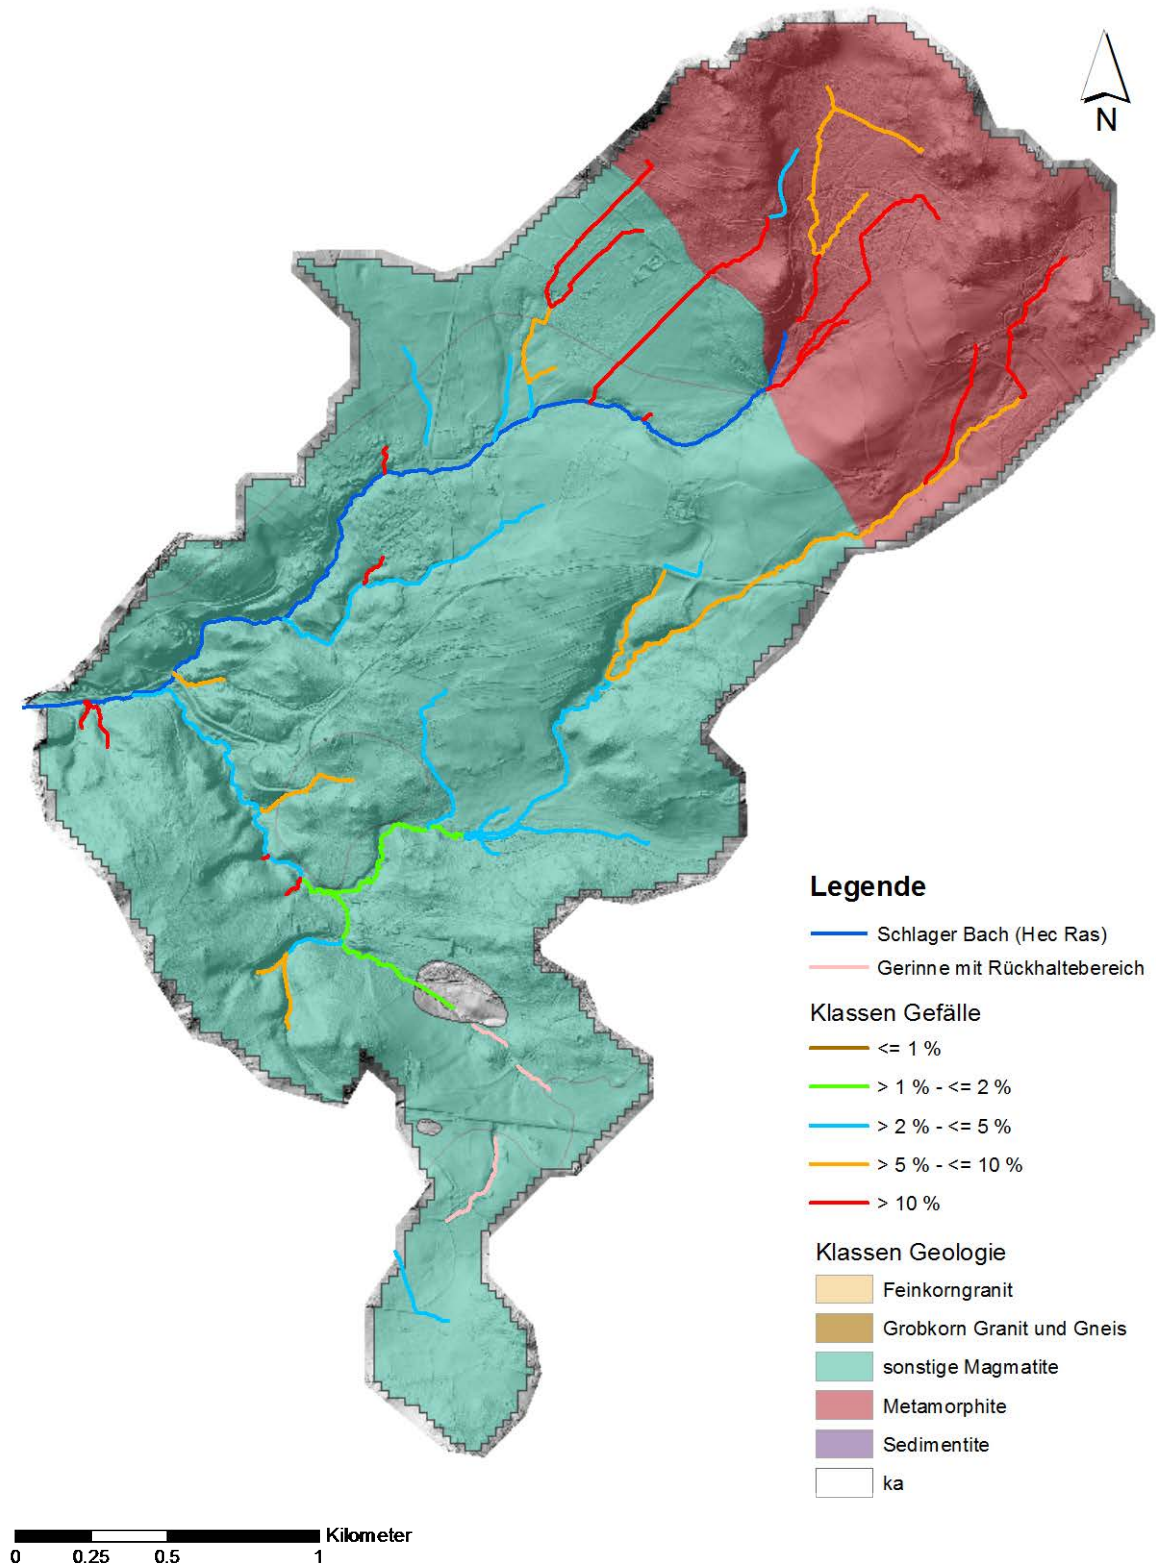 N
Legende
Schlager Bach (Hec Ras)
Gerinne mit Rückhaltebereich
Klassen Gefälle
<= 1 %
> 1 % - <= 2 %
> 2 % - <= 5 %
> 5 % - <= 10 %
> 10 %
Klassen Geologie
Feinkorngranit
Grobkorn Granit und Gneis
sonstige Magmatite
Metamorphite
Sedimentite
ka
Kilometer
0 0.25 0.5 1